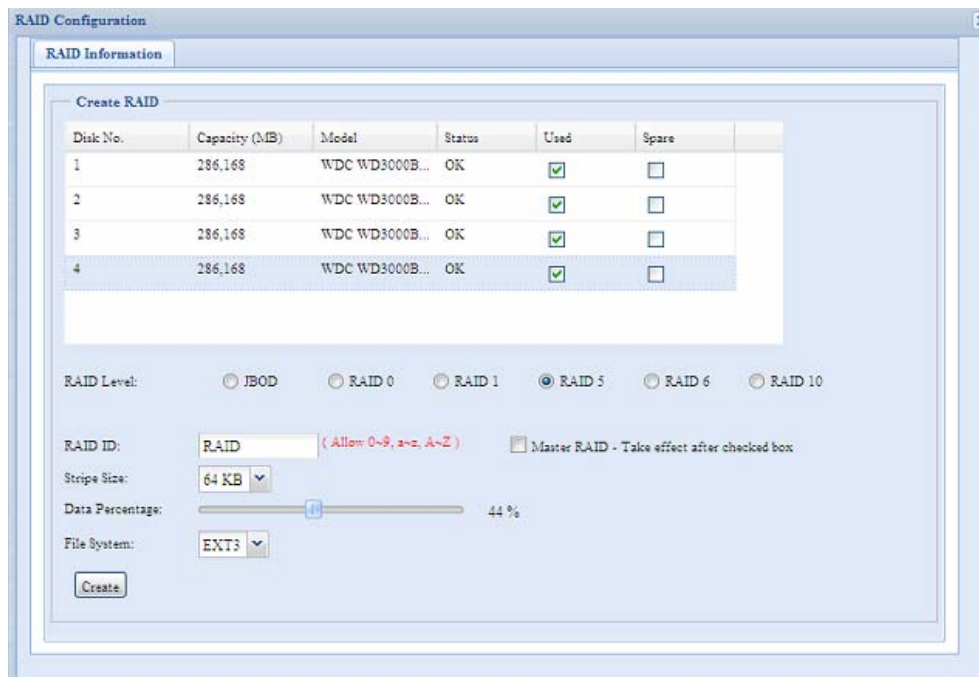 RAID Configuration
RAID Information
Create RAID
Disk No. Capacity (MB) Model Status Used Spare
1 286,168 WDC WD3000B... OK
2 286,168 WDC WD3000B... OK
3 286,168 WDC WD3000B... OK
4 286,168 WDC WD3000B... OK
RAID Level: JBOD RAID 0 RAID 1 RAID 5 RAID 6 RAID 10
RAID ID: RAID ( Allow 0~9, a~z, A~Z ) Master RAID - Take effect after checked box
Stripe Size: 64 KB
Data Percentage: 44 %
File System: EXT3
Create